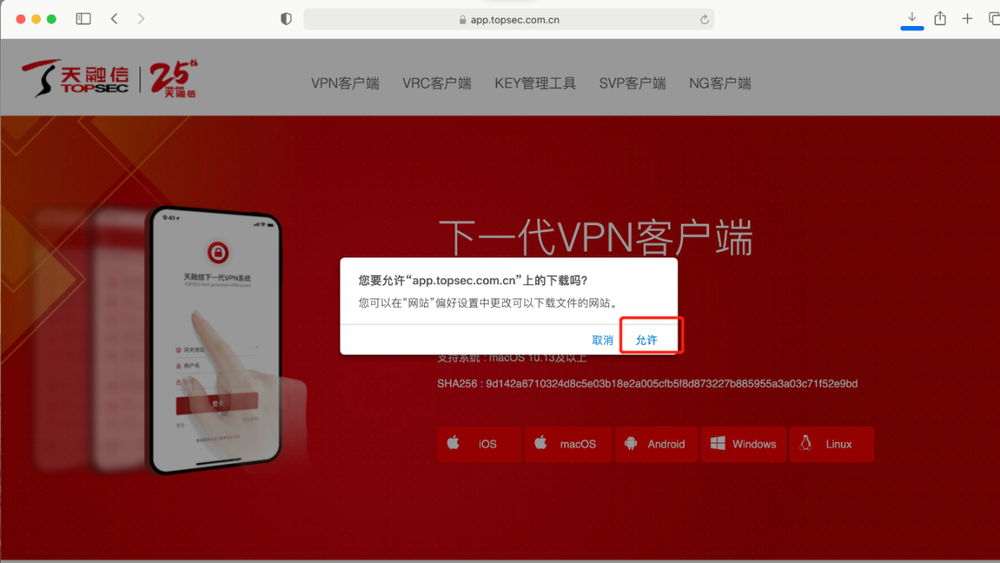 app.topsec.com.cn
天融信
TOPSEC
25th
天融信
VPN客户端
VRC客户端
KEY管理工具
SVP客户端
NG客户端
9:41
天融信下一代VPN系统
网关地址
用户名
登录
下一代VPN客户端
您要允许“app.topsec.com.cn”上的下载吗?
您可以在“网站”偏好设置中更改可以下载文件的网站。
取消
允许
支持系统 : macOS 10.13及以上
SHA256 : 9d142a6710324d8c5e03b18e2a005cfb5f8d873227b885955a3a03c71f52e9bd
iOS
macOS
Android
Windows
Linux